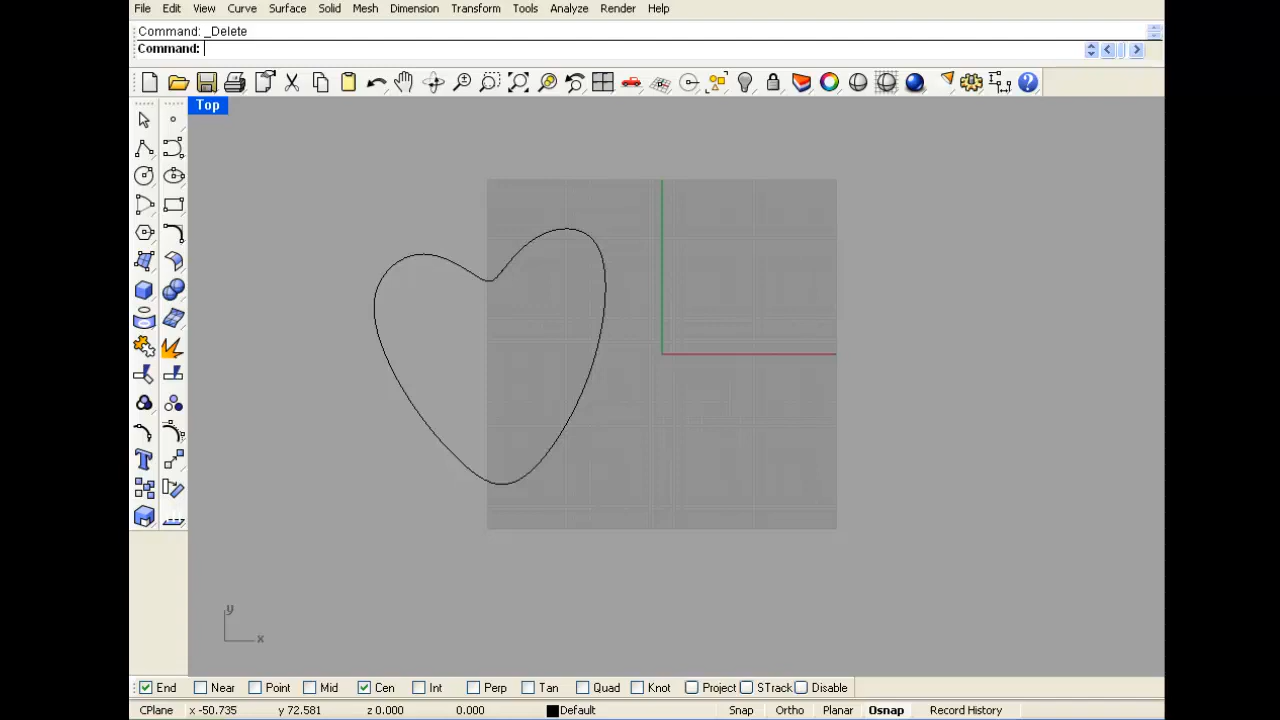 File Edit View Curve Surface Solid Mesh Dimension Transform Tools Analyze Render Help
Command: _Delete
Command:
Top
y
x
End Near Point Mid Cen Int Perp Tan Quad Knot Project STrack Disable
CPlane x -50.735 y 72.581 z 0.000 0.000 Default Snap Ortho Planar Osnap Record History